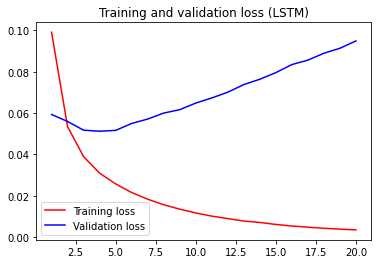 Training and validation loss (LSTM)
0.10
0.08
0.06
0.04
0.02
0.00
Training loss
Validation loss
2.5 5.0 7.5 10.0 12.5 15.0 17.5 20.0